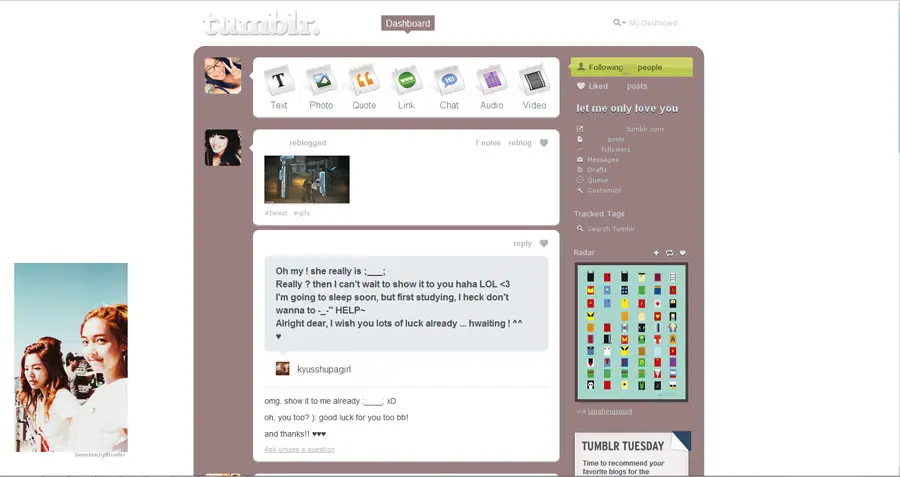 tumblr.
Dashboard
My Dashboard
Text
Photo
Quote
Link
Chat
Audio
Video
reblogged
7 notes
reblog
#beast #gifs
reply
Oh my ! she really is ;___;
Really ? then I can't wait to show it to you haha LOL <3
I'm going to sleep soon, but first studying, I heck don't
wanna to -_-" HELP~
Alright dear, I wish you lots of luck already ... hwaiting ! ^^
♥
kyusshupagirl
omg. show it to me already ;____; xD
oh, you too? ): good luck for you too bb!
and thanks!! ♥♥♥
Following people
Liked posts
let me only love you
.tumblr.com
posts
followers
Messages
Drafts
Queue
Customize
Tracked Tags
Search Tumblr
Radar
via laughingsquid
TUMBLR TUESDAY
Time to recommend your
favorite blogs for the